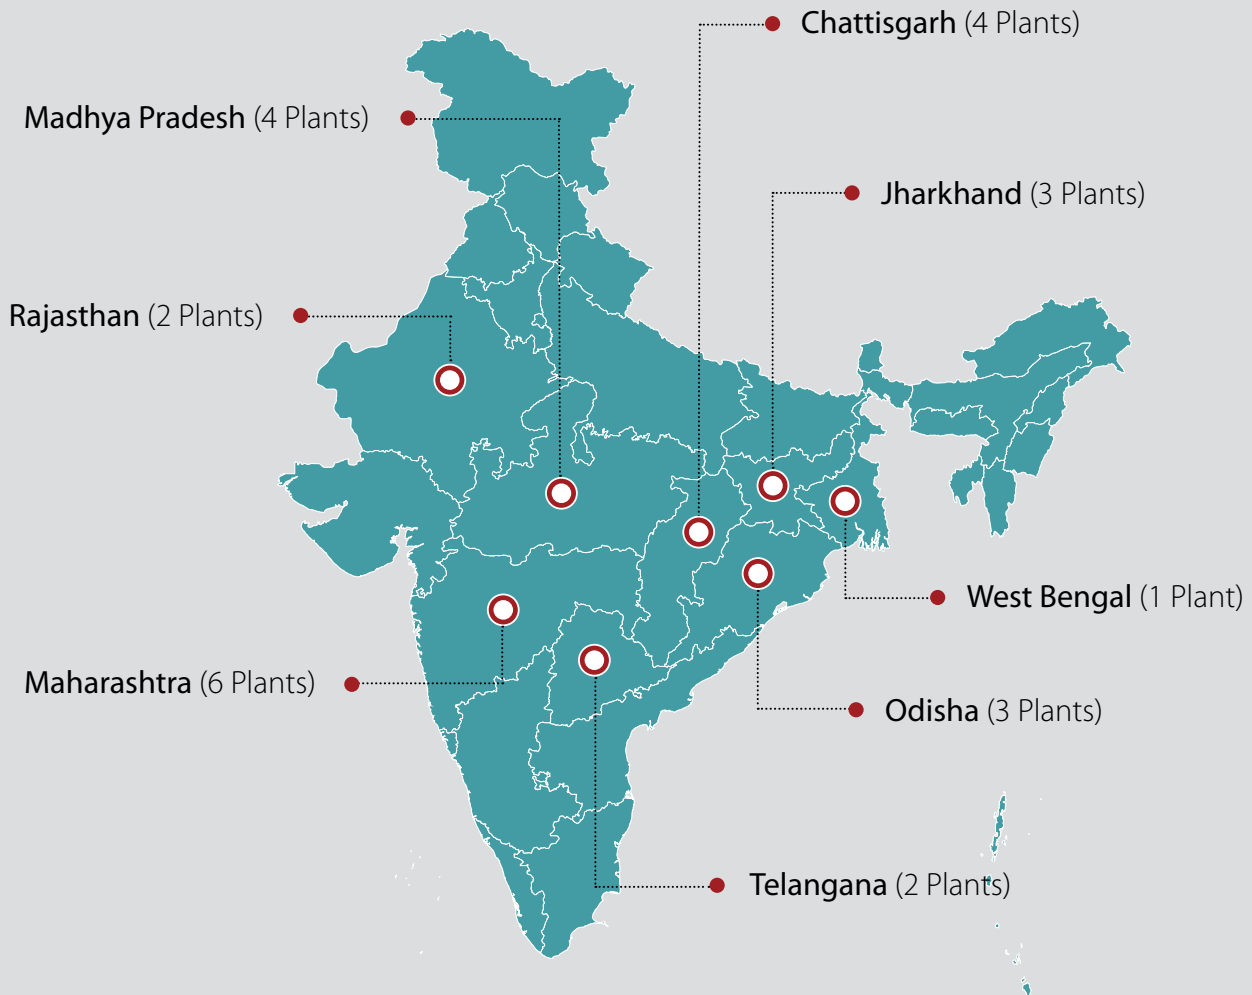 Chattisgarh (4 Plants)
Madhya Pradesh (4 Plants)
Jharkhand (3 Plants)
Rajasthan (2 Plants)
West Bengal (1 Plant)
Maharashtra (6 Plants)
Odisha (3 Plants)
Telangana (2 Plants)